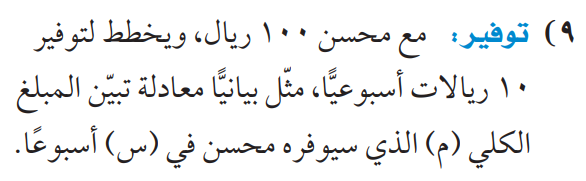 ٩) توفير: مع محسن ١٠٠ ريال، ويخطط لتوفير
١٠ ريالات أسبوعيًّا، مثّل بيانيًّا معادلة تبيّن المبلغ
الكلي (م) الذي سيوفره محسن في (س) أسبوعًا.